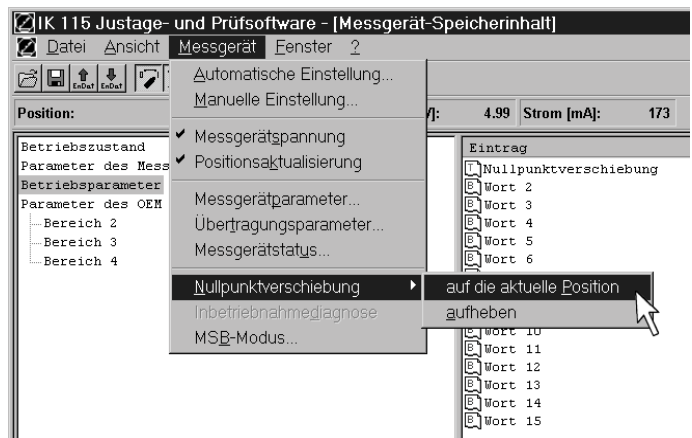 IK 115 Justage- und Prüfsoftware - [Messgerät-Speicherinhalt]
Datei Ansicht Messgerät Fenster ?
EnDat EnDat
Position: 4.99 Strom [mA]: 173
Automatische Einstellung...
Manuelle Einstellung...
Messgerätspannung
Positionsaktualisierung
Messgerätparameter...
Übertragungsparameter...
Messgerätstatus...
Nullpunktverschiebung
Inbetriebnahmediagnose
MSB-Modus...
auf die aktuelle Position
aufheben
Betriebszustand
Parameter des
Betriebsparameter
Parameter des OEM
Bereich 2
Bereich 3
Bereich 4
Eintrag
Nullpunktverschiebung
Wort 2
Wort 3
Wort 4
Wort 5
Wort 6
Wort 10
Wort 11
Wort 12
Wort 13
Wort 14
Wort 15